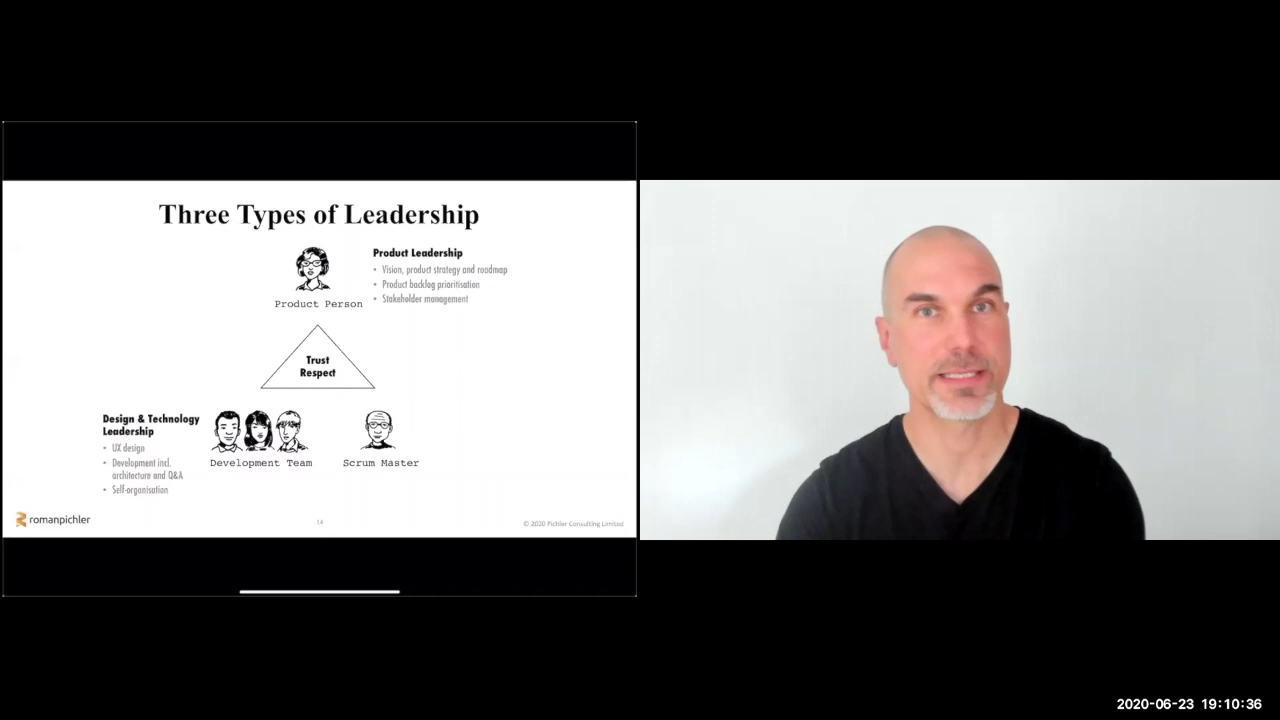 Three Types of Leadership
Product Leadership
• Vision, product strategy and roadmap
• Product backlog prioritisation
• Stakeholder management
Product Person
Trust
Respect
Design & Technology
Leadership
• UX design
• Development incl.
architecture and Q&A
• Self-organisation
Development Team
Scrum Master
romanpichler
14
© 2020 Pichler Consulting Limited
2020-06-23 19:10:36